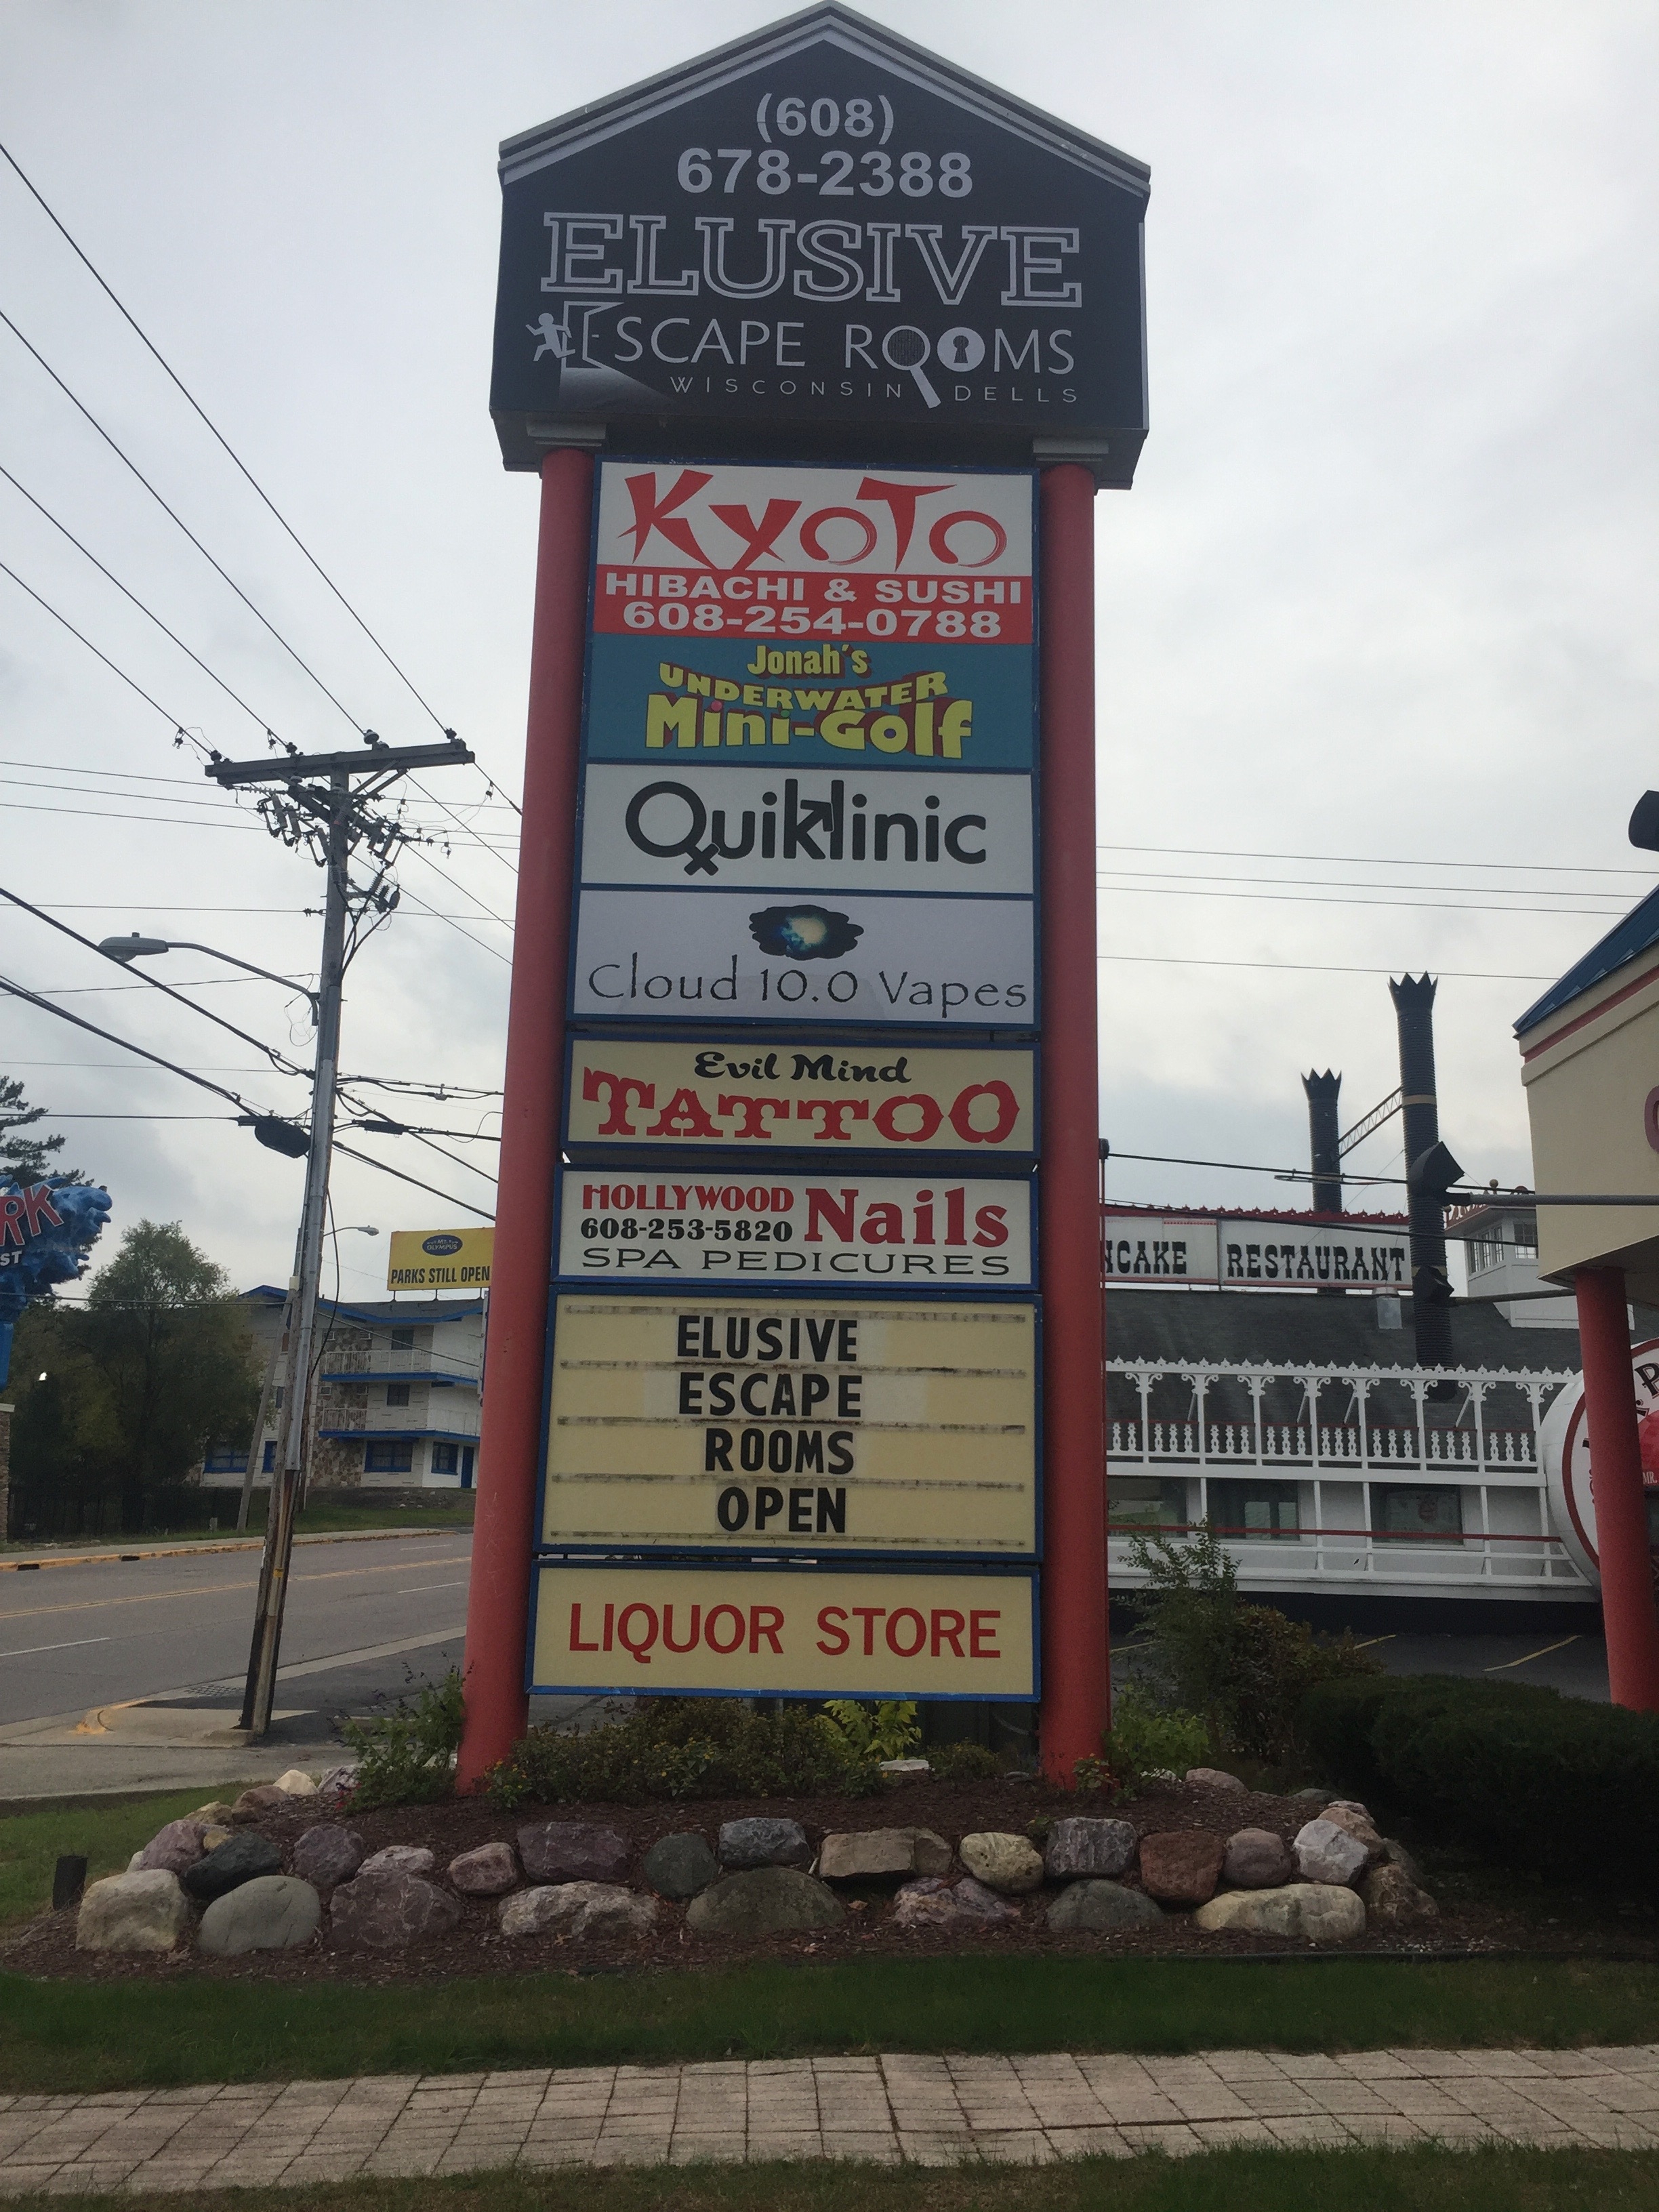 (608)
678-2388
ELUSIVE
ESCAPE ROOMS
WISCONSIN DELLS
KyoTo
HIBACHI & SUSHI
608-254-0788
Jonah's
UNDERWATER
Mini-Golf
Quiklinic
Cloud 10.0 Vapes
Evil Mind
TATTOO
HOLLYWOOD Nails
608-253-5820
SPA PEDICURES
ELUSIVE
ESCAPE
ROOMS
OPEN
LIQUOR STORE
OLYMPUS
PARKS STILL OPEN
RESTAURANT